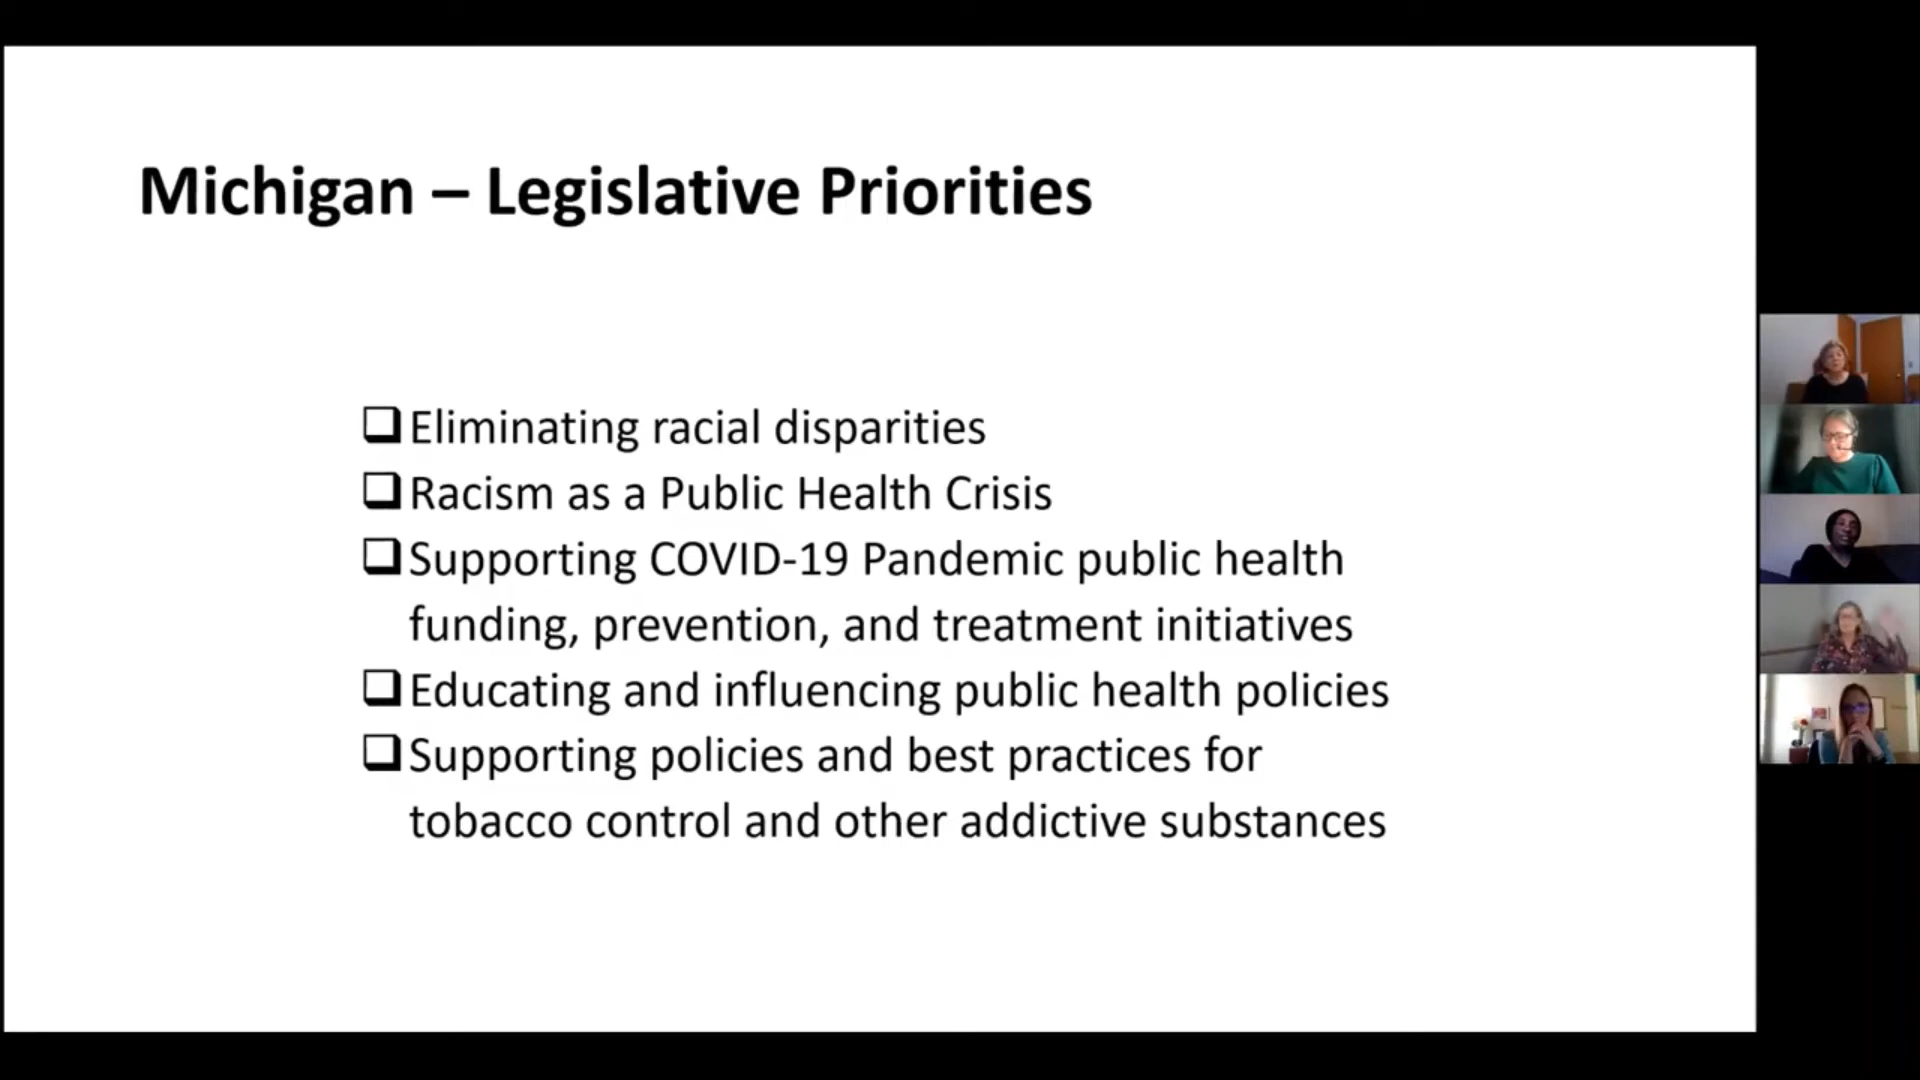 Michigan – Legislative Priorities
Eliminating racial disparities
Racism as a Public Health Crisis
Supporting COVID-19 Pandemic public health
funding, prevention, and treatment initiatives
Educating and influencing public health policies
Supporting policies and best practices for
tobacco control and other addictive substances